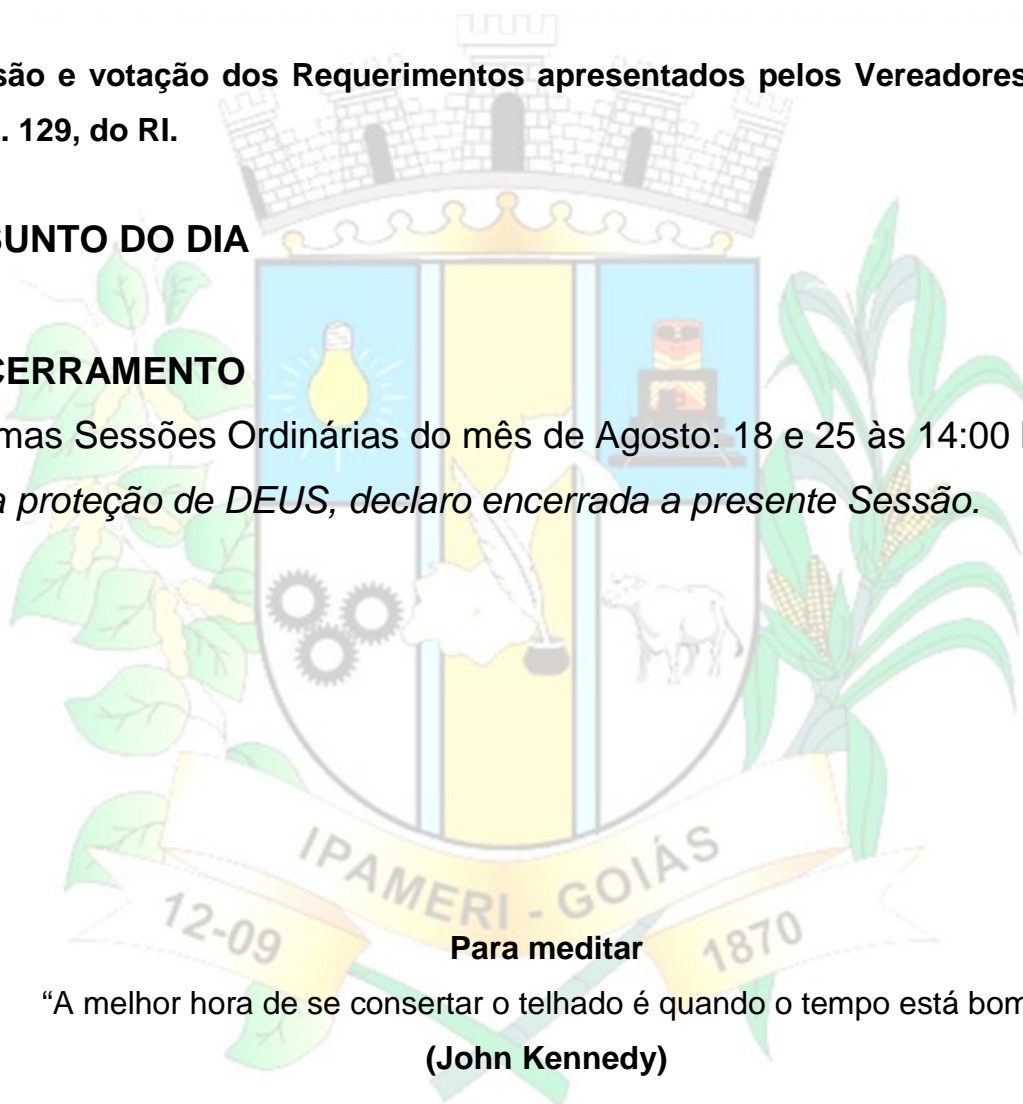 são e votação dos Requerimentos apresentados pelos Vereadores
. 129, do RI.
SUNTO DO DIA
CERRAMENTO
mas Sessões Ordinárias do mês de Agosto: 18 e 25 às 14:00
a proteção de DEUS, declaro encerrada a presente Sessão.
IPAMERI - GOIÁS
12-09
1870
Para meditar
“A melhor hora de se consertar o telhado é quando o tempo está bom
(John Kennedy)